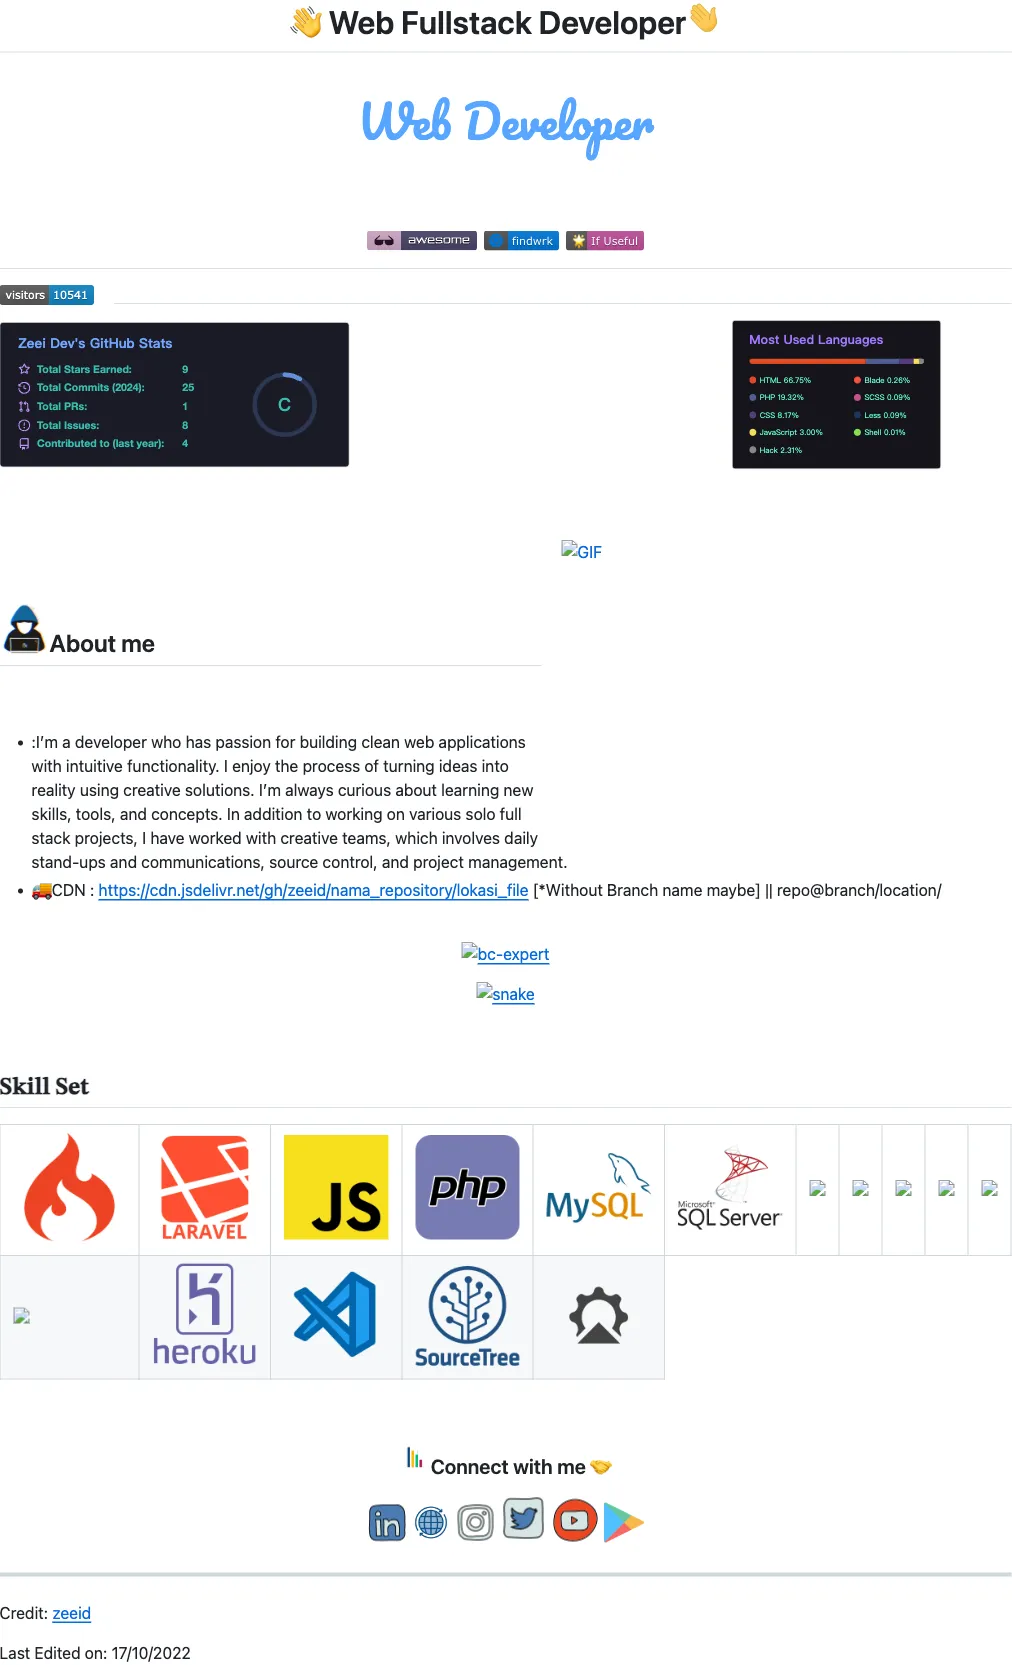 Web Fullstack Developer
Web Developer
awesome findwrk If Useful
visitors 10541
Zeei Dev's GitHub Stats
Total Stars Earned: 9
Total Commits (2024): 25
Total PRs: 1
Total Issues: 8
Contributed to (last year): 4
C
Most Used Languages
HTML 66.75%
PHP 19.32%
CSS 8.17%
JavaScript 3.00%
Hack 2.31%
Blade 0.26%
SCSS 0.09%
Less 0.09%
Shell 0.01%
GIF
About me
:I’m a developer who has passion for building clean web applications
with intuitive functionality. I enjoy the process of turning ideas into
reality using creative solutions. I’m always curious about learning new
skills, tools, and concepts. In addition to working on various solo full
stack projects, I have worked with creative teams, which involves daily
stand-ups and communications, source control, and project management.
CDN : https://cdn.jsdelivr.net/gh/zeeid/nama_repository/lokasi_file [*Without Branch name maybe] || repo@branch/location/
bc-expert
snake
Skill Set
LARAVEL
JS
php
MySQL
Microsoft
SQL Server
heroku
SourceTree
Connect with me
in
Credit: zeeid
Last Edited on: 17/10/2022